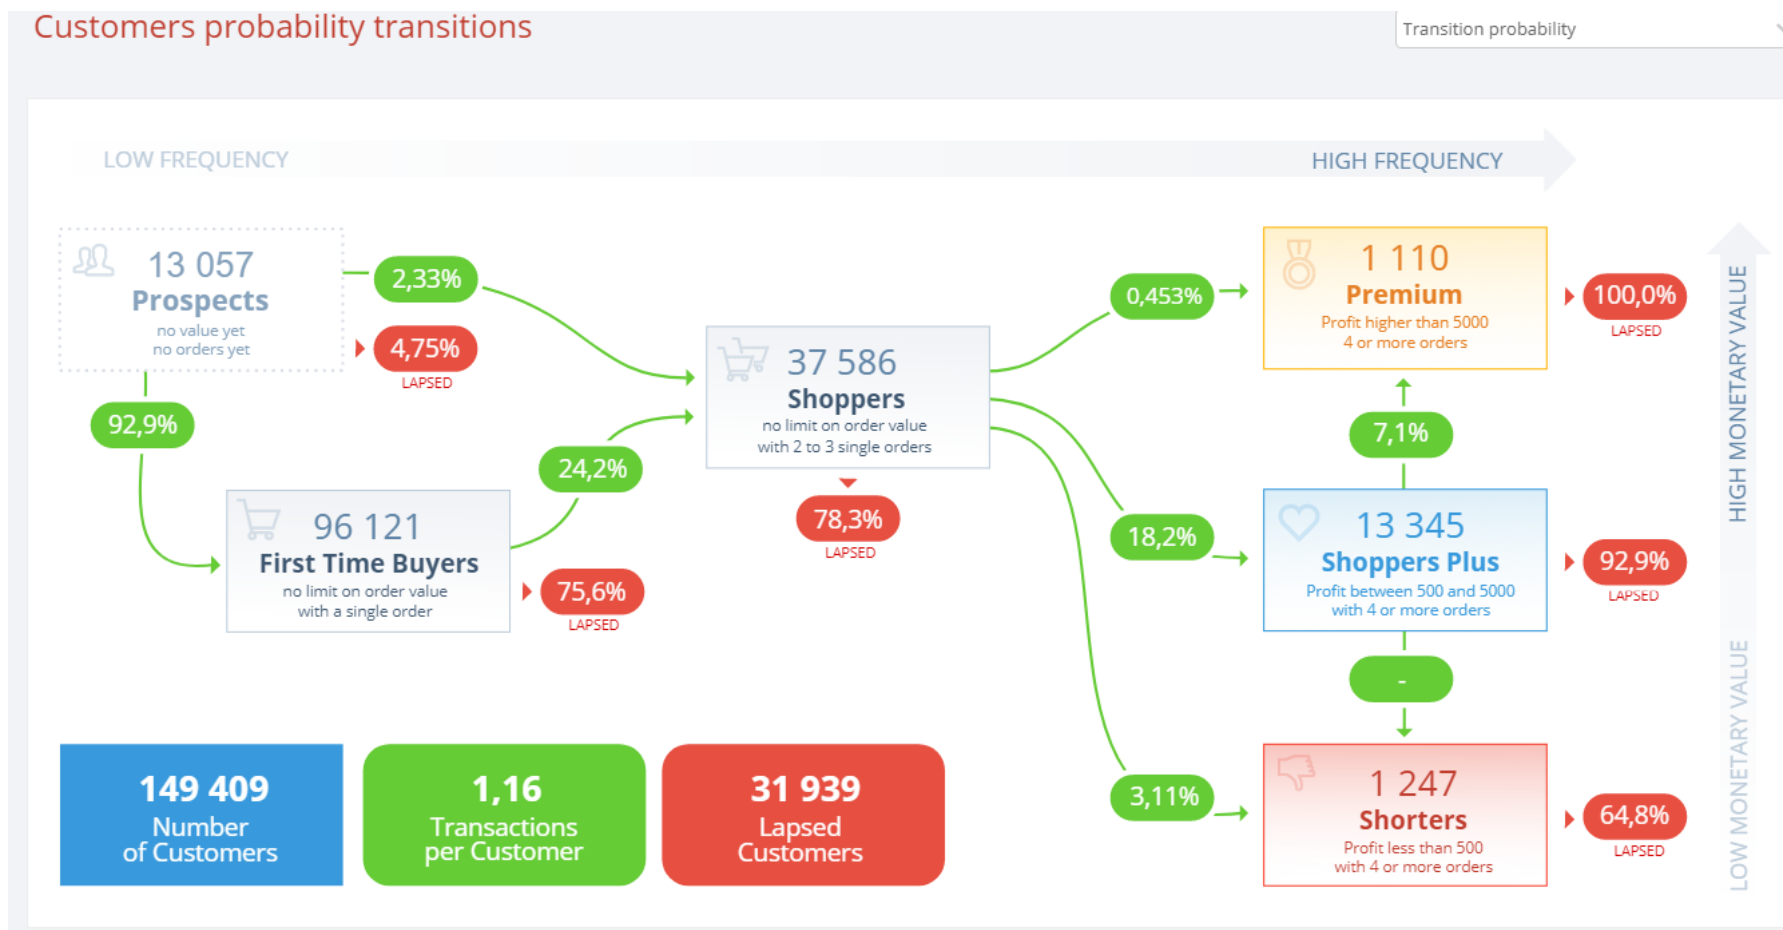 Customers probability transitions
Transition probability
LOW FREQUENCY
HIGH FREQUENCY
13 057
Prospects
no value yet
no orders yet
2,33%
4,75%
LAPSED
92,9%
96 121
First Time Buyers
no limit on order value
with a single order
24,2%
75,6%
LAPSED
37 586
Shoppers
no limit on order value
with 2 to 3 single orders
78,3%
LAPSED
0,453%
18,2%
3,11%
1 110
Premium
Profit higher than 5000
4 or more orders
100,0%
LAPSED
7,1%
13 345
Shoppers Plus
Profit between 500 and 5000
with 4 or more orders
92,9%
LAPSED
-
1 247
Shorters
Profit less than 500
with 4 or more orders
64,8%
LAPSED
HIGH MONETARY VALUE
LOW MONETARY VALUE
149 409
Number
of Customers
1,16
Transactions
per Customer
31 939
Lapsed
Customers